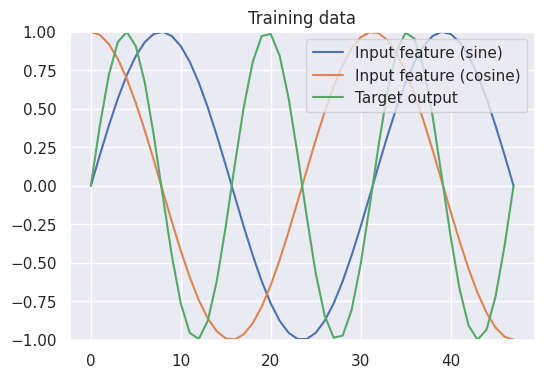 Training data
Input feature (sine)
Input feature (cosine)
Target output
1.00
0.75
0.50
0.25
0.00
−0.25
−0.50
−0.75
−1.00
0 10 20 30 40